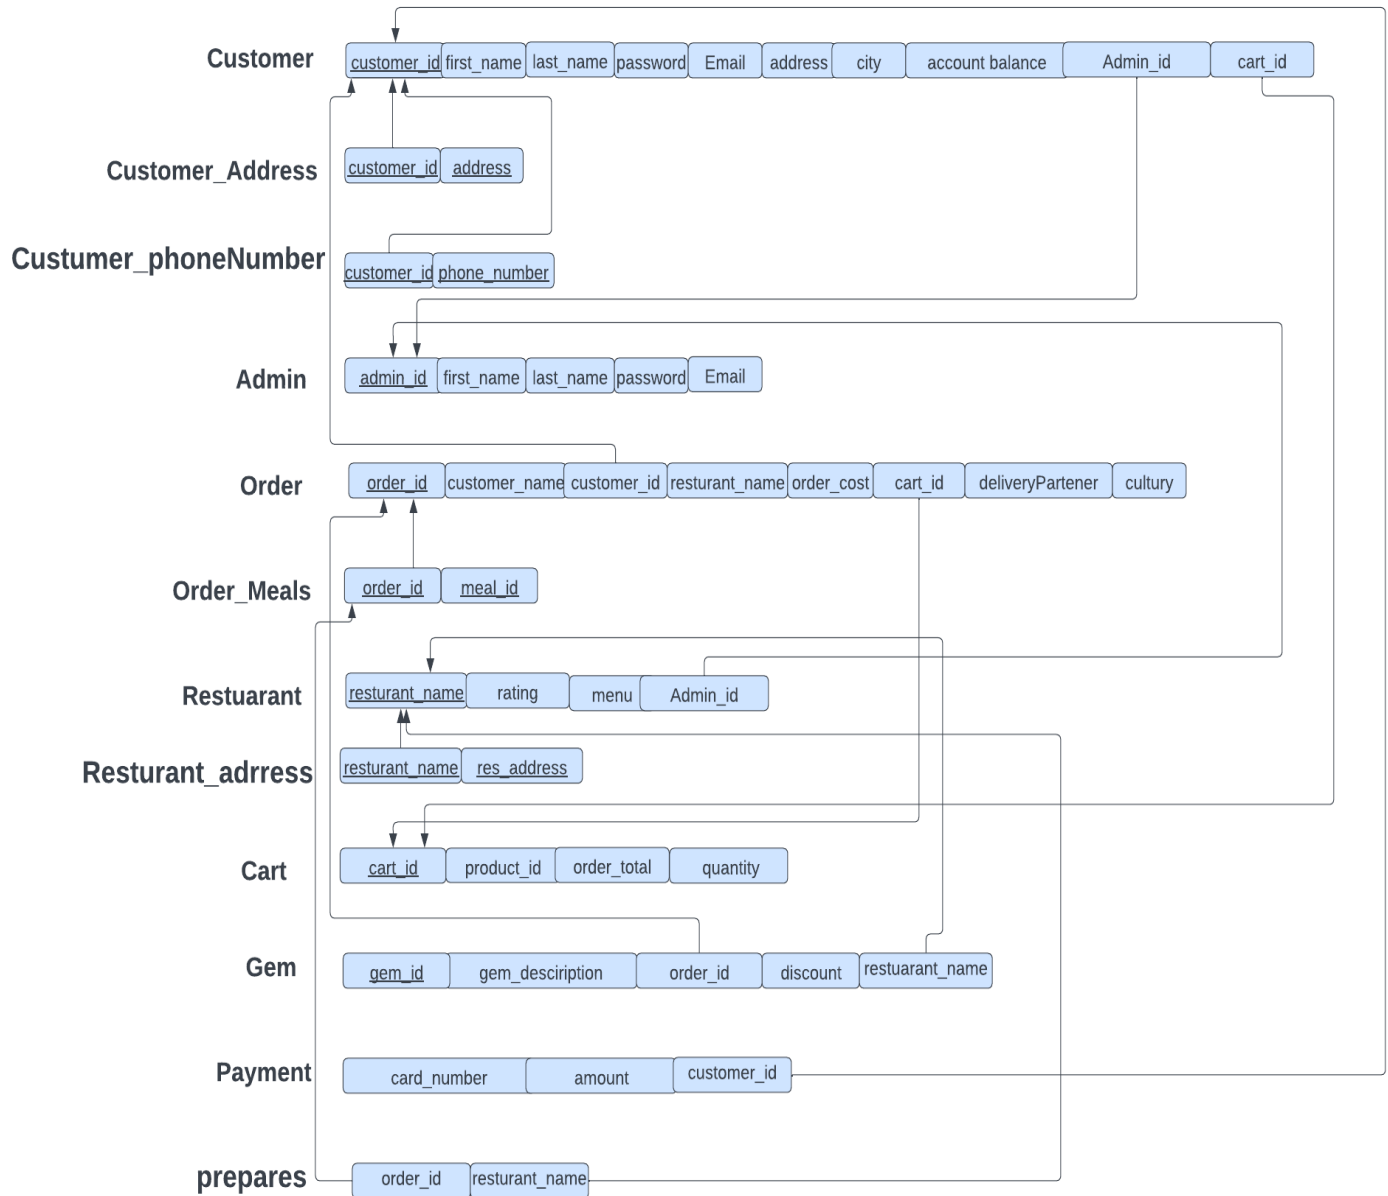 Customer customer_id first_name last_name password Email address city account balance Admin_id cart_id
Customer_Address customer_id address
Custumer_phoneNumber customer_id phone_number
Admin admin_id first_name last_name password Email
Order order_id customer_name customer_id resturant_name order_cost cart_id deliveryPartener cultury
Order_Meals order_id meal_id
Restuarant resturant_name rating menu Admin_id
Resturant_adrress resturant_name res_address
Cart cart_id product_id order_total quantity
Gem gem_id gem_desciription order_id discount restuarant_name
Payment card_number amount customer_id
prepares order_id resturant_name